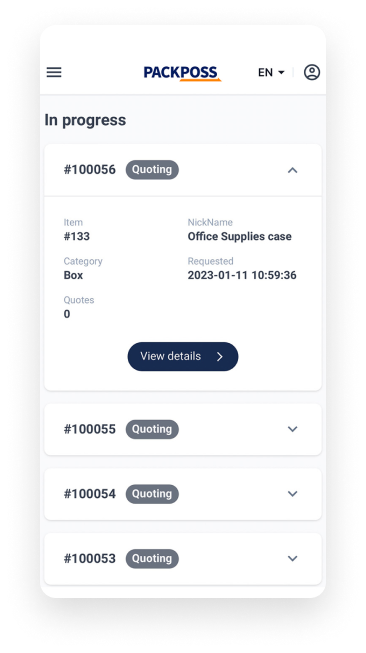 PACKPOSS
EN
In progress
#100056 Quoting
Item NickName
#133 Office Supplies case
Category Requested
Box 2023-01-11 10:59:36
Quotes
0
View details
#100055 Quoting
#100054 Quoting
#100053 Quoting